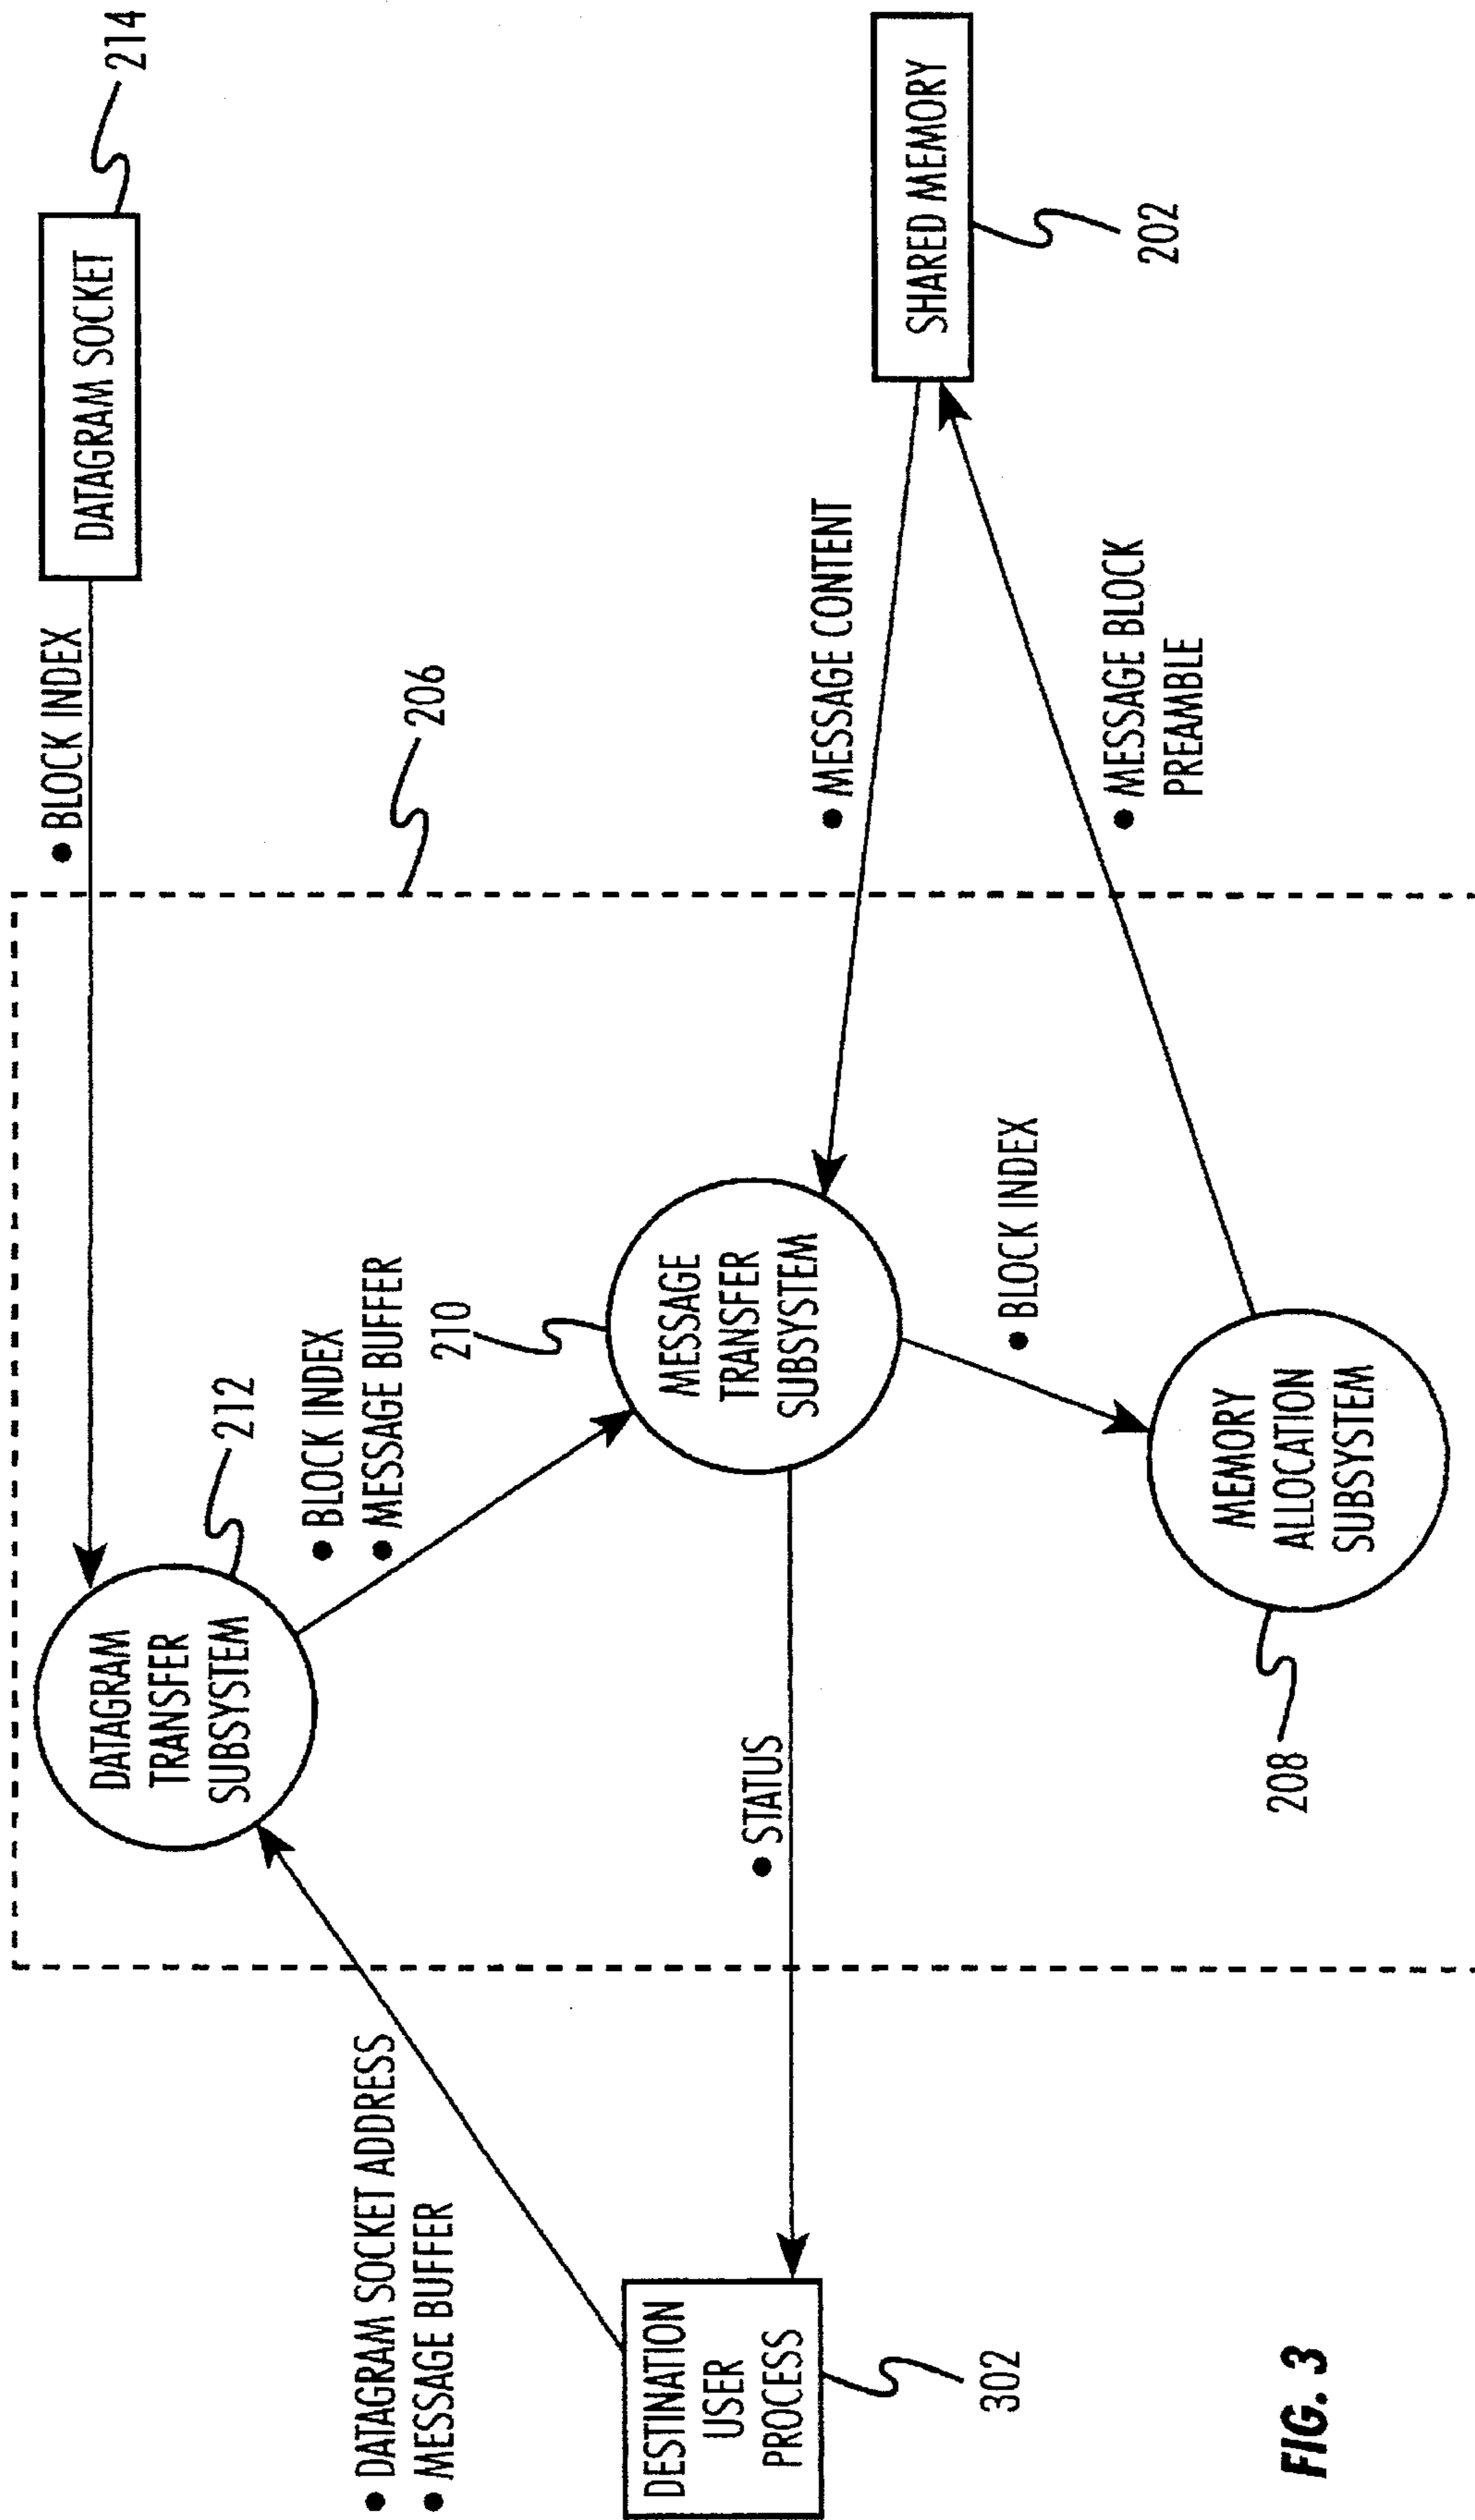 DATAGRAM SOCKET
214
● BLOCK INDEX
206
DATAGRAM
TRANSFER
SUBSYSTEM
212
● BLOCK INDEX
● MESSAGE BUFFER
210
● DATAGRAM SOCKET ADDRESS
● MESSAGE BUFFER
DESTINATION
USER
PROCESS
302
● STATUS
MESSAGE
TRANSFER
SUBSYSTEM
● MESSAGE CONTENT
SHARED MEMORY
202
● BLOCK INDEX
● MESSAGE BLOCK
PREAMBLE
MEMORY
ALLOCATION
SUBSYSTEM
208
FIG. 3